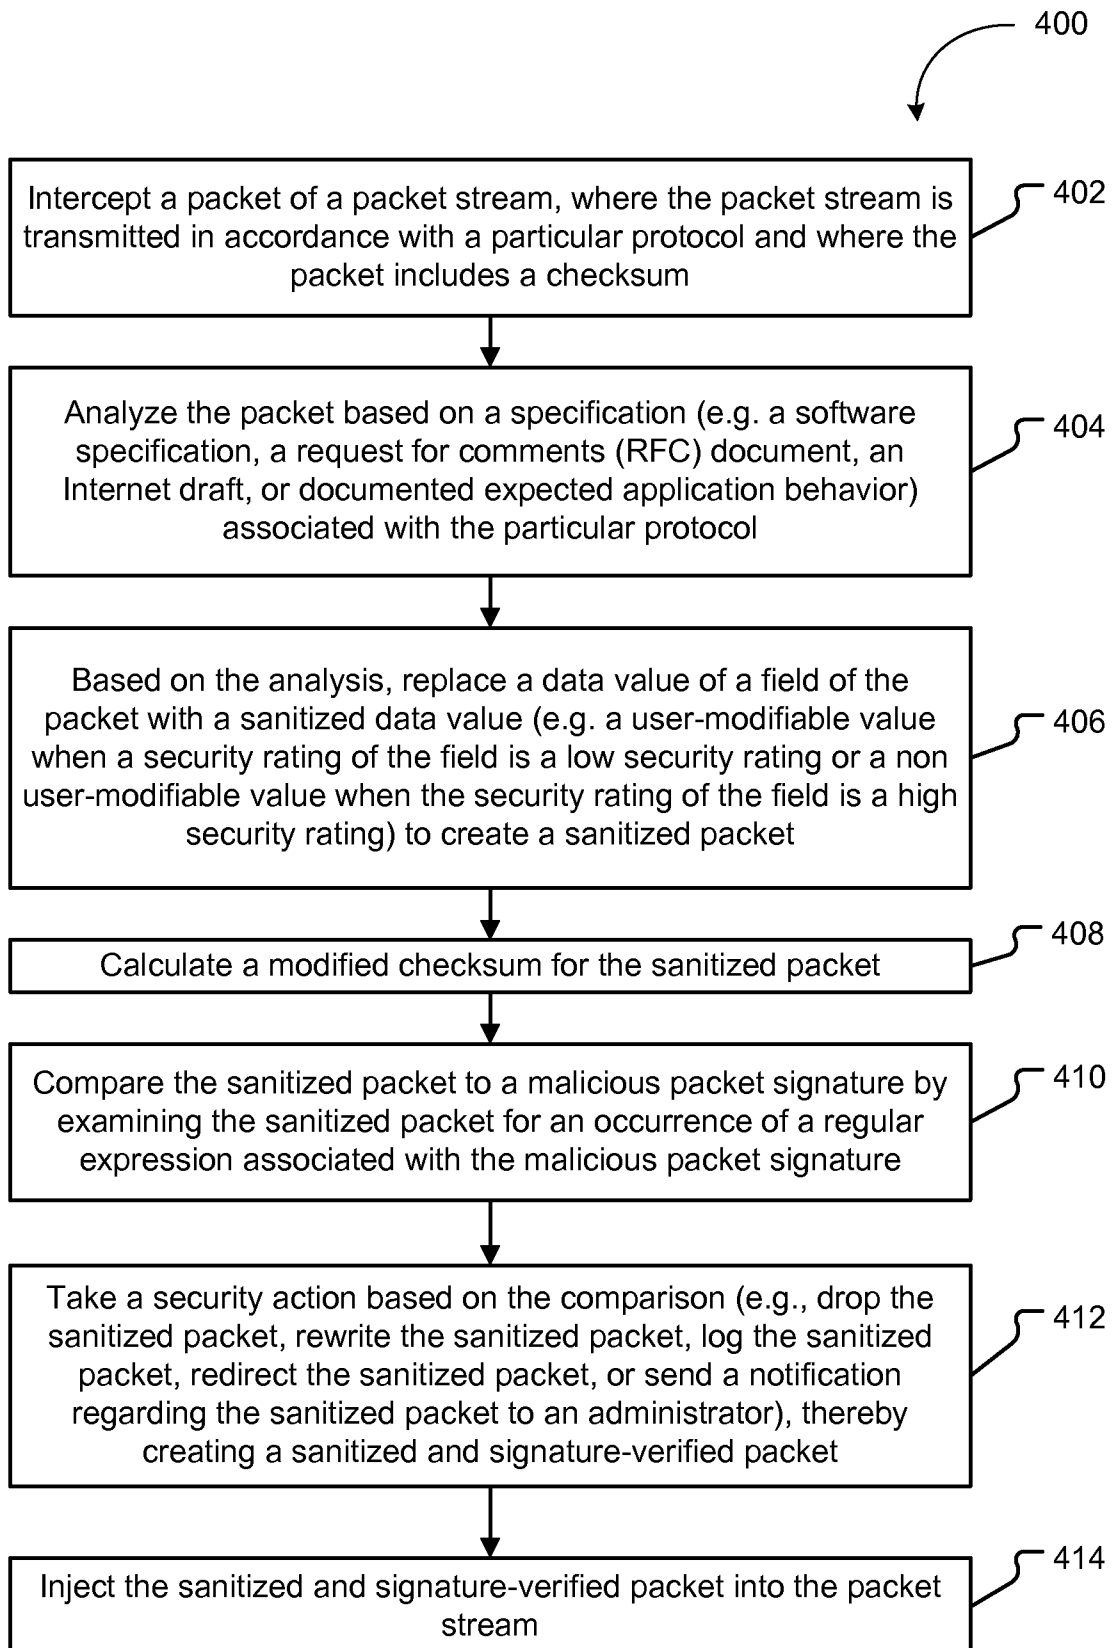 400
Intercept a packet of a packet stream, where the packet stream is
transmitted in accordance with a particular protocol and where the
packet includes a checksum
402
Analyze the packet based on a specification (e.g. a software
specification, a request for comments (RFC) document, an
Internet draft, or documented expected application behavior)
associated with the particular protocol
404
Based on the analysis, replace a data value of a field of the
packet with a sanitized data value (e.g. a user-modifiable value
when a security rating of the field is a low security rating or a non
user-modifiable value when the security rating of the field is a high
security rating) to create a sanitized packet
406
Calculate a modified checksum for the sanitized packet
408
Compare the sanitized packet to a malicious packet signature by
examining the sanitized packet for an occurrence of a regular
expression associated with the malicious packet signature
410
Take a security action based on the comparison (e.g., drop the
sanitized packet, rewrite the sanitized packet, log the sanitized
packet, redirect the sanitized packet, or send a notification
regarding the sanitized packet to an administrator), thereby
creating a sanitized and signature-verified packet
412
Inject the sanitized and signature-verified packet into the packet
stream
414